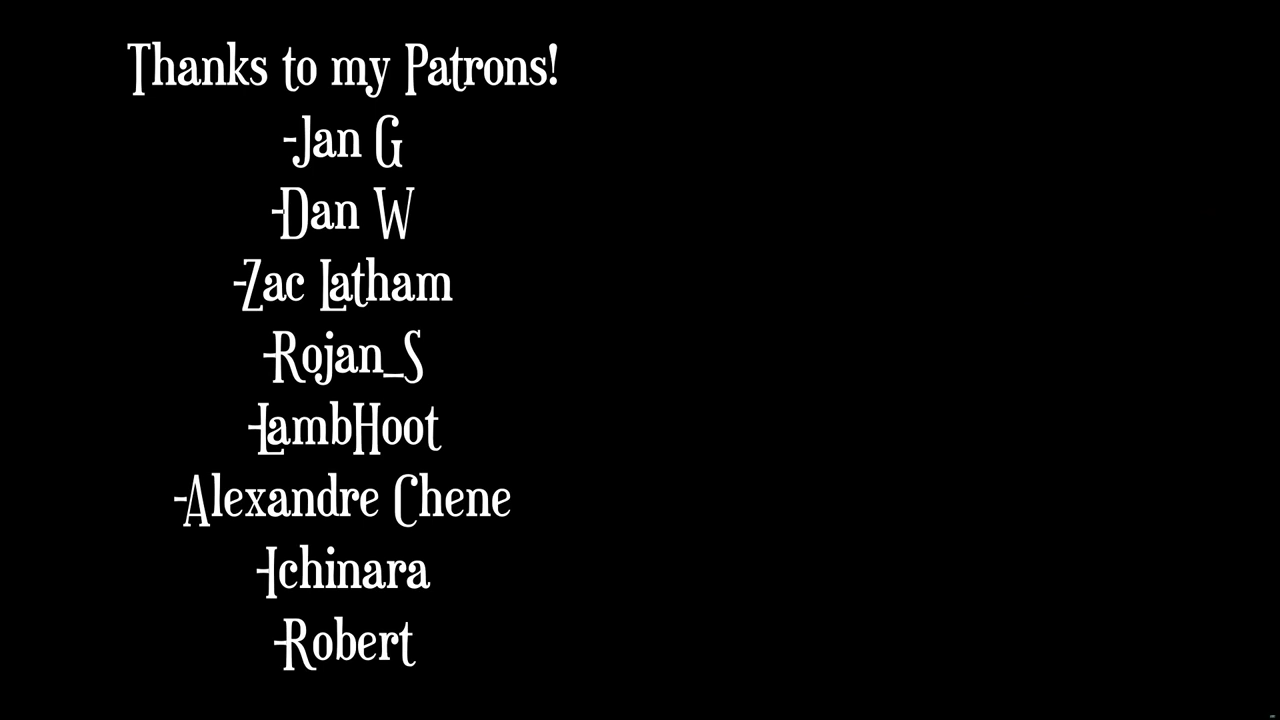 Thanks to my Patrons!
-Jan G
-Dan W
-Zac Latham
-Rojan_S
-LambHoot
-Alexandre Chene
-Ichinara
-Robert